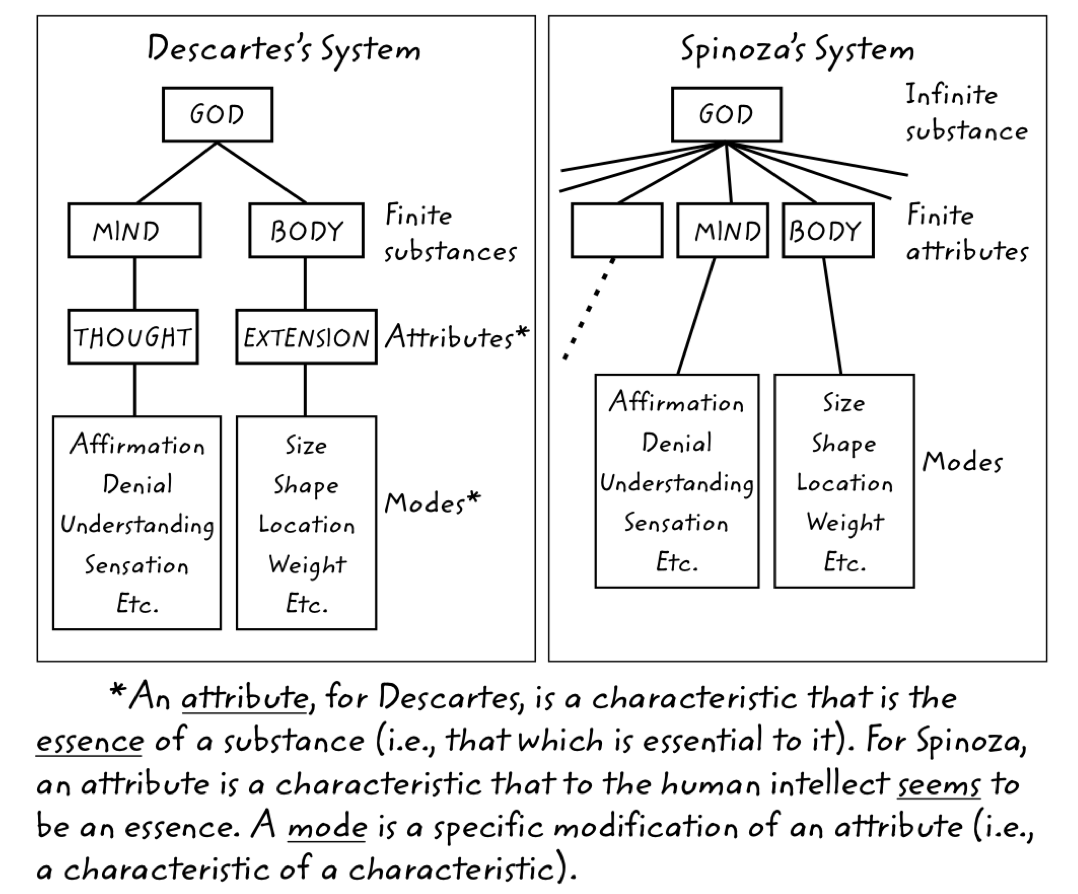 Descartes's System
GOD
MIND
BODY
Finite
substances
THOUGHT
EXTENSION
Attributes*
Affirmation
Denial
Understanding
Sensation
Etc.
Size
Shape
Location
Weight
Etc.
Modes*
Spinoza's System
GOD
Infinite
substance
MIND
BODY
Finite
attributes
Affirmation
Denial
Understanding
Sensation
Etc.
Size
Shape
Location
Weight
Etc.
Modes
*An attribute, for Descartes, is a characteristic that is the
essence of a substance (i.e., that which is essential to it). For Spinoza,
an attribute is a characteristic that to the human intellect seems to
be an essence. A mode is a specific modification of an attribute (i.e.,
a characteristic of a characteristic).